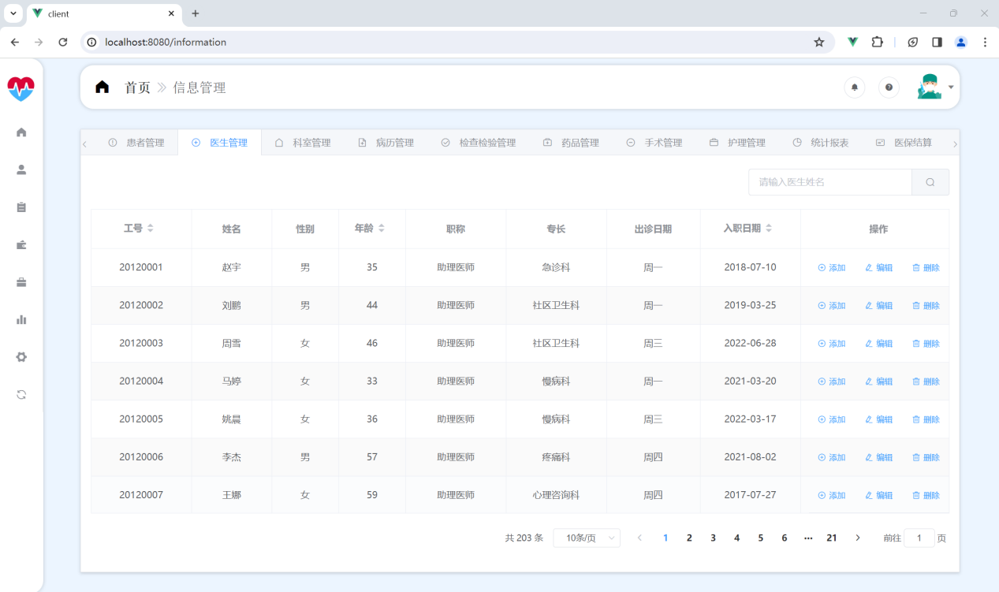 client
localhost:8080/information
首页 信息管理
患者管理 医生管理 科室管理 病历管理 检查检验管理 药品管理 手术管理 护理管理 统计报表 医保结算
请输入医生姓名
工号 姓名 性别 年龄 职称 专长 出诊日期 入职日期 操作
20120001 赵宇 男 35 助理医师 急诊科 周一 2018-07-10 添加 编辑 删除
20120002 刘鹏 男 44 助理医师 社区卫生科 周一 2019-03-25 添加 编辑 删除
20120003 周雪 女 46 助理医师 社区卫生科 周三 2022-06-28 添加 编辑 删除
20120004 马婷 女 33 助理医师 慢病科 周一 2021-03-20 添加 编辑 删除
20120005 姚晨 女 36 助理医师 慢病科 周三 2022-03-17 添加 编辑 删除
20120006 李杰 男 57 助理医师 疼痛科 周四 2021-08-02 添加 编辑 删除
20120007 王娜 女 59 助理医师 心理咨询科 周四 2017-07-27 添加 编辑 删除
共 203 条 10条/页 1 2 3 4 5 6 ··· 21 前往 1 页